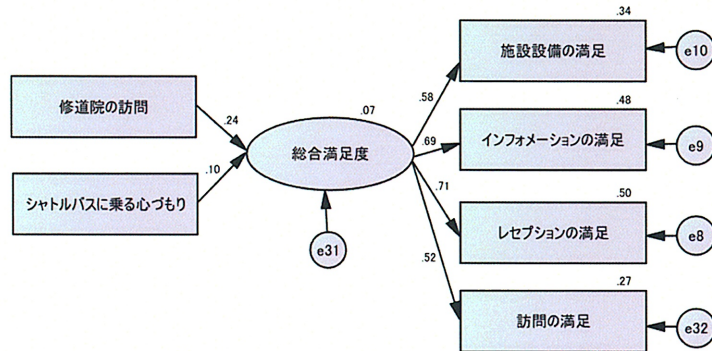 .34
施設設備の満足
e10
修道院の訪問
.24
.07
.58
.48
総合満足度
.69
インフォメーションの満足
e9
.10
シャトルバスに乗る心づもり
.71
.50
レセプションの満足
e8
e31
.52
.27
訪問の満足
e32